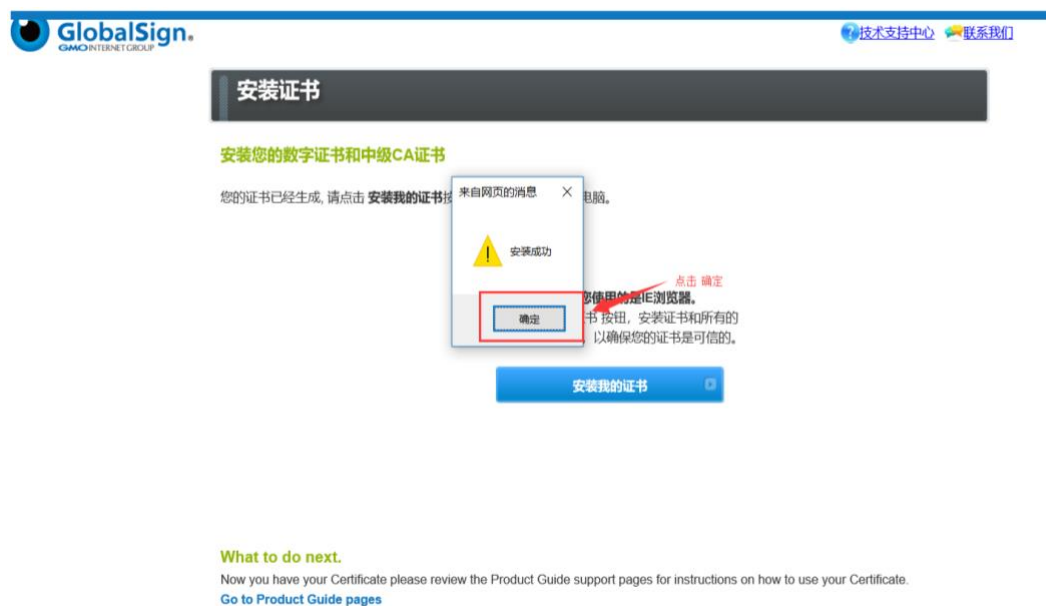 GlobalSign.
GMO INTERNET GROUP
技术支持中心 联系我们
安装证书
安装您的数字证书和中级CA证书
来自网页的消息
您的证书已经生成, 请点击 安装我的证书按
电脑。
安装成功
点击 确定
您使用的是IE浏览器。
确定
书 按钮，安装证书和所有的
，以确保您的证书是可信的。
安装我的证书
What to do next.
Now you have your Certificate please review the Product Guide support pages for instructions on how to use your Certificate.
Go to Product Guide pages